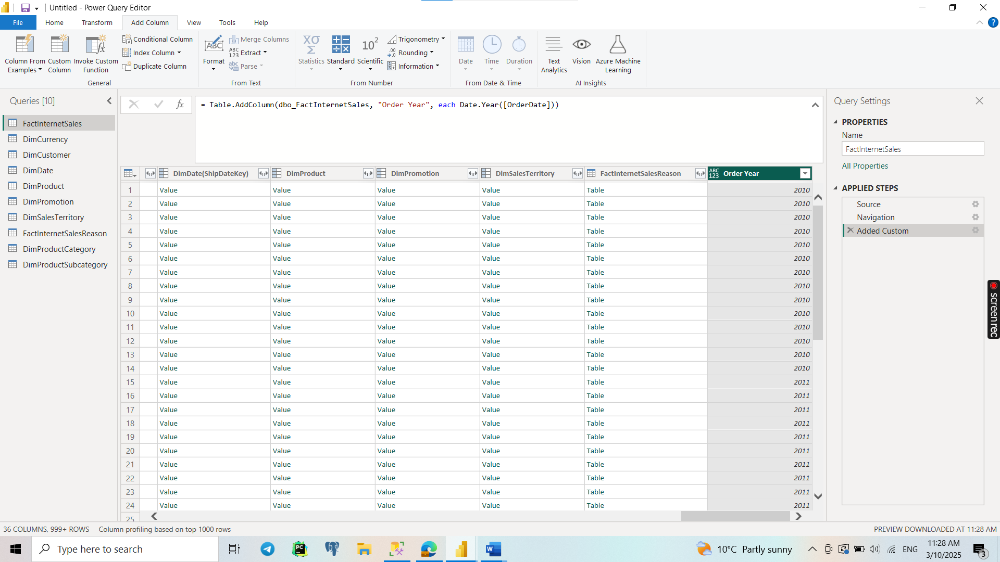 Untitled - Power Query Editor
File Home Transform Add Column View Tools Help
Column From Examples
Custom Column
Invoke Custom Function
Conditional Column
Index Column
Duplicate Column
General
ABC
Format
Merge Columns
ABC 123 Extract
abc Parse
From Text
XΣ Statistics
Standard
10² Scientific
Trigonometry
.00 →.0 Rounding
Information
From Number
Date
Time
Duration
From Date & Time
Text Analytics
Vision
Azure Machine Learning
AI Insights
Queries [10]
FactInternetSales
DimCurrency
DimCustomer
DimDate
DimProduct
DimPromotion
DimSalesTerritory
FactInternetSalesReason
DimProductCategory
DimProductSubcategory
fx
= Table.AddColumn(dbo_FactInternetSales, "Order Year", each Date.Year([OrderDate]))
DimDate(ShipDateKey) DimProduct DimPromotion DimSalesTerritory FactInternetSalesReason ABC 123 Order Year
1 Value Value Value Value Table 2010
2 Value Value Value Value Table 2010
3 Value Value Value Value Table 2010
4 Value Value Value Value Table 2010
5 Value Value Value Value Table 2010
6 Value Value Value Value Table 2010
7 Value Value Value Value Table 2010
8 Value Value Value Value Table 2010
9 Value Value Value Value Table 2010
10 Value Value Value Value Table 2010
11 Value Value Value Value Table 2010
12 Value Value Value Value Table 2010
13 Value Value Value Value Table 2010
14 Value Value Value Value Table 2010
15 Value Value Value Value Table 2011
16 Value Value Value Value Table 2011
17 Value Value Value Value Table 2011
18 Value Value Value Value Table 2011
19 Value Value Value Value Table 2011
20 Value Value Value Value Table 2011
21 Value Value Value Value Table 2011
22 Value Value Value Value Table 2011
23 Value Value Value Value Table 2011
24 Value Value Value Value Table 2011
25
Query Settings
PROPERTIES
Name
FactInternetSales
All Properties
APPLIED STEPS
Source
Navigation
Added Custom
screenrec
36 COLUMNS, 999+ ROWS Column profiling based on top 1000 rows
PREVIEW DOWNLOADED AT 11:28 AM
Type here to search
PC
W
10°C Partly sunny
ENG
11:28 AM
3/10/2025
3